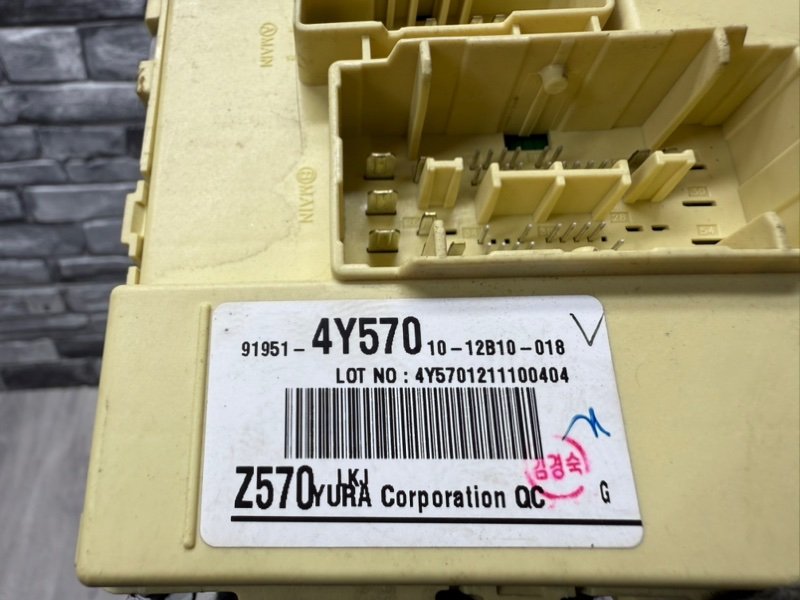 Ⓐ MAIN
Ⓑ MAIN
91951-4Y570 10-12B10-018
LOT NO : 4Y5701211100404
LKJ
Z570 YURA Corporation QC G
김경숙